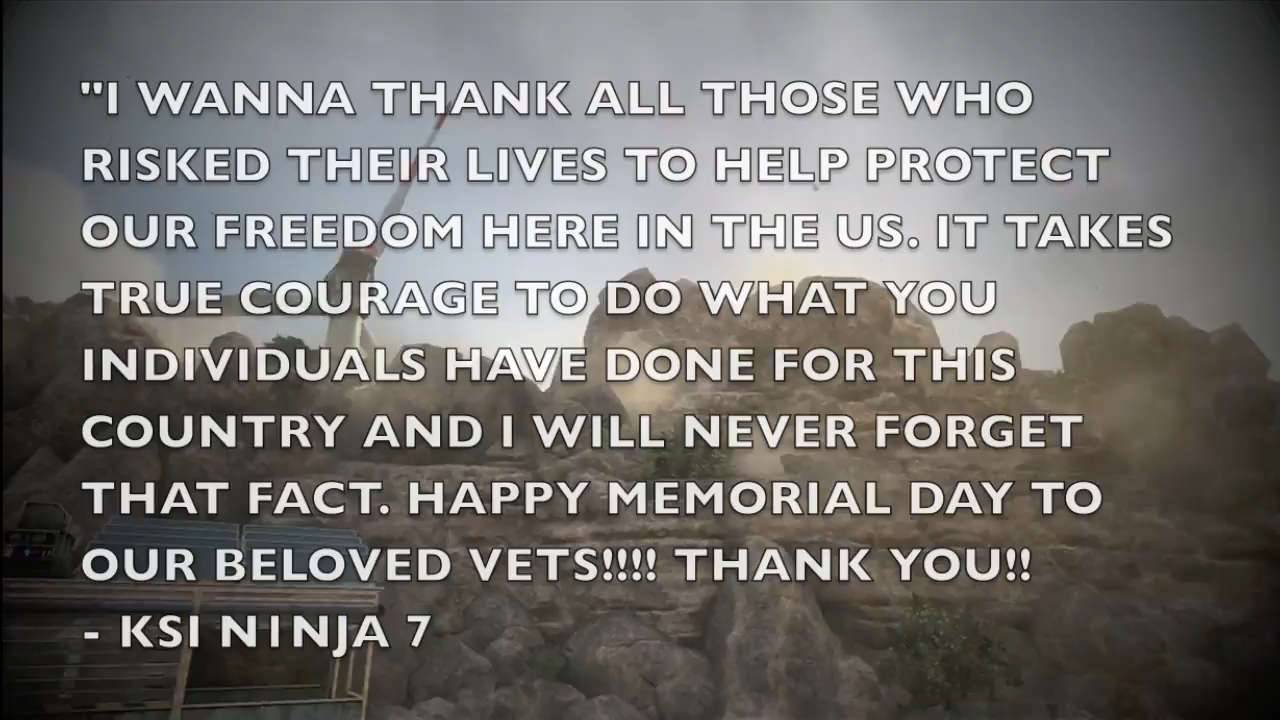 "I WANNA THANK ALL THOSE WHO
RISKED THEIR LIVES TO HELP PROTECT
OUR FREEDOM HERE IN THE US. IT TAKES
TRUE COURAGE TO DO WHAT YOU
INDIVIDUALS HAVE DONE FOR THIS
COUNTRY AND I WILL NEVER FORGET
THAT FACT. HAPPY MEMORIAL DAY TO
OUR BELOVED VETS!!!! THANK YOU!!
- KSI N1NJA 7